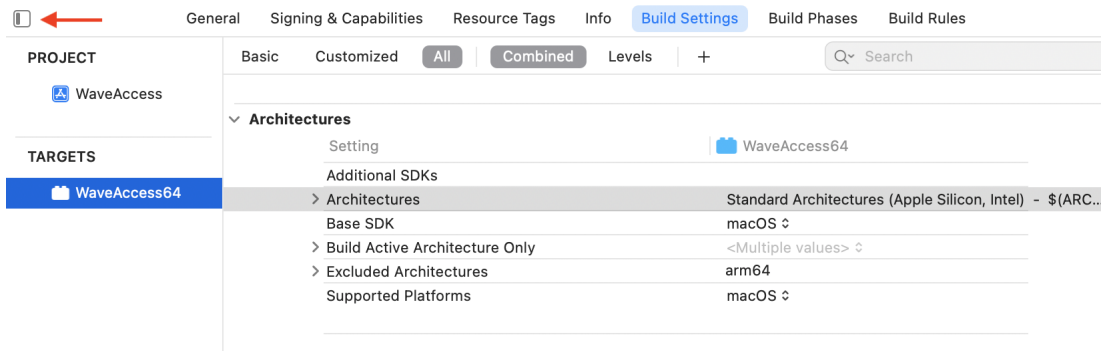 General Signing & Capabilities Resource Tags Info Build Settings Build Phases Build Rules
PROJECT Basic Customized All Combined Levels + Search
WaveAccess
Architectures
Setting WaveAccess64
TARGETS
Additional SDKs
WaveAccess64
Architectures Standard Architectures (Apple Silicon, Intel) - $(ARC...
Base SDK macOS
Build Active Architecture Only <Multiple values>
Excluded Architectures arm64
Supported Platforms macOS